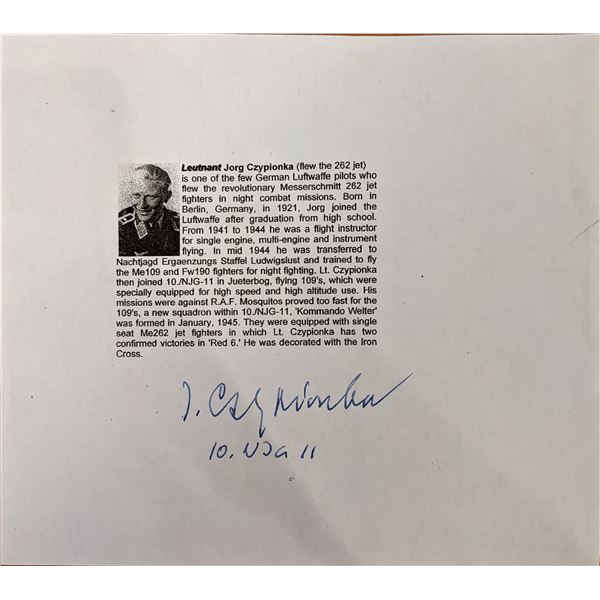 Leutnant Jorg Czypionka (flew the 262 jet)
is one of the few German Luftwaffe pilots who
flew the revolutionary Messerschmitt 262 jet
fighters in night combat missions. Born in
Berlin, Germany, in 1921, Jorg joined the
Luftwaffe after graduation from high school.
From 1941 to 1944 he was a flight instructor
for single engine, multi-engine and instrument
flying. In mid 1944 he was transferred to
Nachtjagd Ergaenzungs Staffel Ludwigslust and trained to fly
the Me109 and Fw190 fighters for night fighting. Lt. Czypionka
then joined 10./NJG-11 in Jueterbog, flying 109's, which were
specially equipped for high speed and high altitude use. His
missions were against R.A.F. Mosquitos proved too fast for the
109's, a new squadron within 10./NJG-11, 'Kommando Welter'
was formed in January, 1945. They were equipped with single
seat Me262 jet fighters in which Lt. Czypionka has two
confirmed victories in 'Red 6.' He was decorated with the Iron
Cross.
J. Czypionka
10. NJG 11